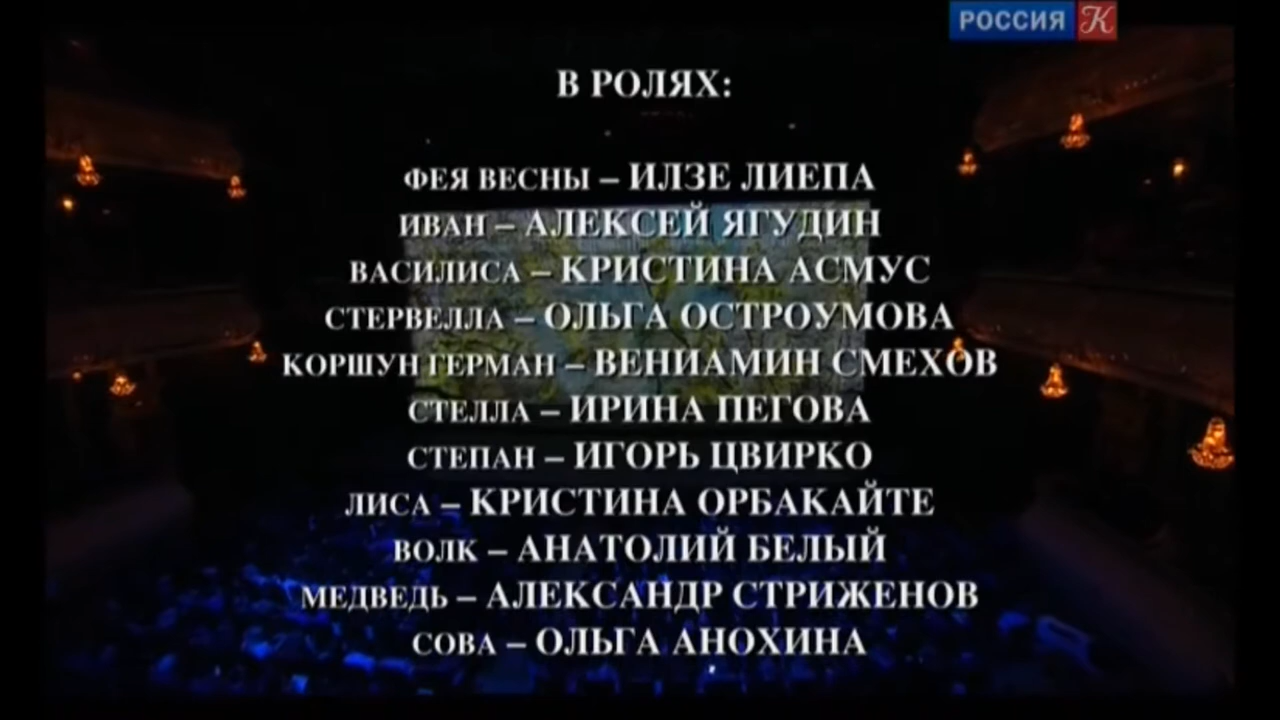 РОССИЯ К
В РОЛЯХ:
ФЕЯ ВЕСНЫ – ИЛЗЕ ЛИЕПА
ИВАН – АЛЕКСЕЙ ЯГУДИН
ВАСИЛИСА – КРИСТИНА АСМУС
СТЕРВЕЛЛА – ОЛЬГА ОСТРОУМОВА
КОРШУН ГЕРМАН – ВЕНИАМИН СМЕХОВ
СТЕЛЛА – ИРИНА ПЕГОВА
СТЕПАН – ИГОРЬ ЦВИРКО
ЛИСА – КРИСТИНА ОРБАКАЙТЕ
ВОЛК – АНАТОЛИЙ БЕЛЫЙ
МЕДВЕДЬ – АЛЕКСАНДР СТРИЖЕНОВ
СОВА – ОЛЬГА АНОХИНА